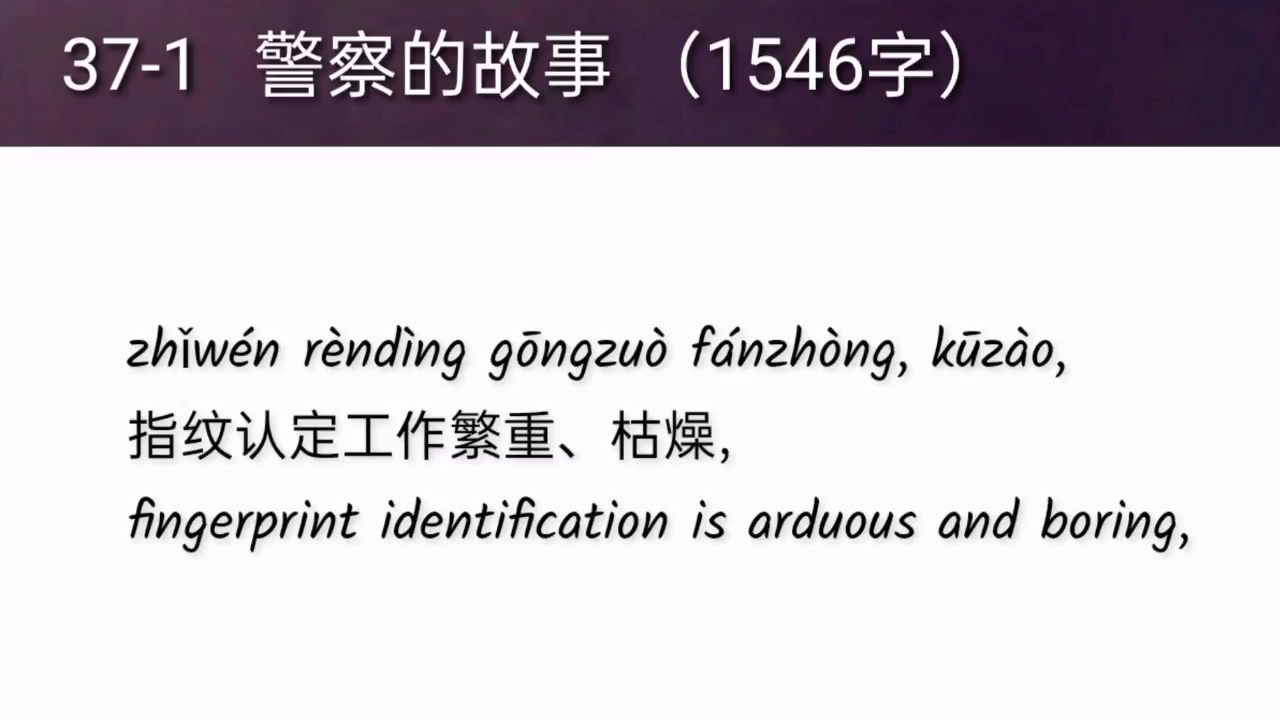 37-1 警察的故事 （1546字）
zhǐwén rèndìng gōngzuò fánzhòng, kūzào,
指纹认定工作繁重、枯燥,
fingerprint identification is arduous and boring,